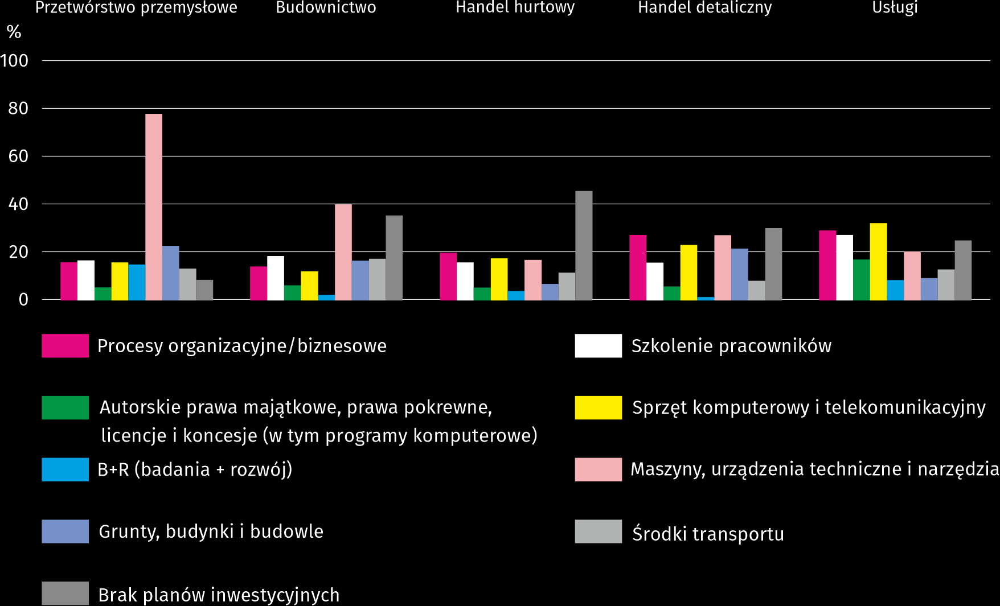 Przetwórstwo przemysłowe
Budownictwo
Handel hurtowy
Handel detaliczny
Usługi
%
100
80
60
40
20
0
Procesy organizacyjne/biznesowe
Szkolenie pracowników
Autorskie prawa majątkowe, prawa pokrewne,
licencje i koncesje (w tym programy komputerowe)
Sprzęt komputerowy i telekomunikacyjny
B+R (badania + rozwój)
Maszyny, urządzenia techniczne i narzędzia
Grunty, budynki i budowle
Środki transportu
Brak planów inwestycyjnych